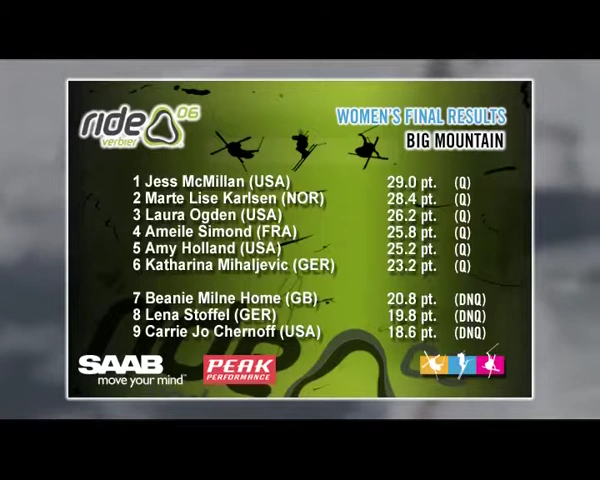 ride 06
verbier
WOMEN'S FINAL RESULTS
BIG MOUNTAIN
1 Jess McMillan (USA) 29.0 pt. (Q)
2 Marte Lise Karlsen (NOR) 28.4 pt. (Q)
3 Laura Ogden (USA) 26.2 pt. (Q)
4 Ameile Simond (FRA) 25.8 pt. (Q)
5 Amy Holland (USA) 25.2 pt. (Q)
6 Katharina Mihaljevic (GER) 23.2 pt. (Q)
7 Beanie Milne Home (GB) 20.8 pt. (DNQ)
8 Lena Stoffel (GER) 19.8 pt. (DNQ)
9 Carrie Jo Chernoff (USA) 18.6 pt. (DNQ)
SAAB
move your mind™
PEAK
PERFORMANCE